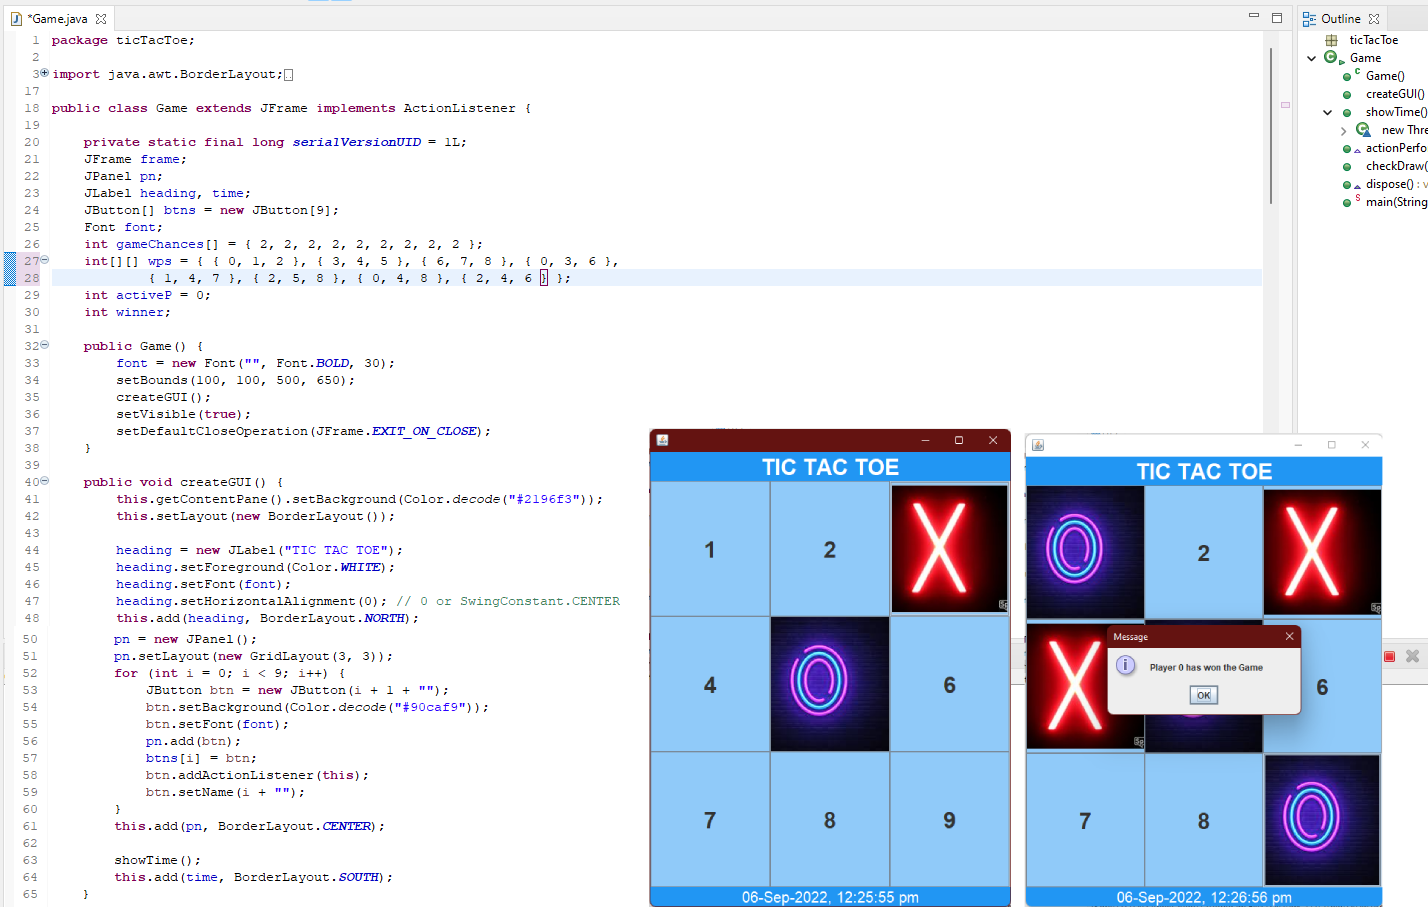 *Game.java
1 package ticTacToe;
2
3 import java.awt.BorderLayout;
17
18 public class Game extends JFrame implements ActionListener {
19
20 private static final long serialVersionUID = 1L;
21 JFrame frame;
22 JPanel pn;
23 JLabel heading, time;
24 JButton[] btns = new JButton[9];
25 Font font;
26 int gameChances[] = { 2, 2, 2, 2, 2, 2, 2, 2, 2 };
27 int[][] wps = { { 0, 1, 2 }, { 3, 4, 5 }, { 6, 7, 8 }, { 0, 3, 6 },
28 { 1, 4, 7 }, { 2, 5, 8 }, { 0, 4, 8 }, { 2, 4, 6 } };
29 int activeP = 0;
30 int winner;
31
32 public Game() {
33 font = new Font("", Font.BOLD, 30);
34 setBounds(100, 100, 500, 650);
35 createGUI();
36 setVisible(true);
37 setDefaultCloseOperation(JFrame.EXIT_ON_CLOSE);
38 }
39
40 public void createGUI() {
41 this.getContentPane().setBackground(Color.decode("#2196f3"));
42 this.setLayout(new BorderLayout());
43
44 heading = new JLabel("TIC TAC TOE");
45 heading.setForeground(Color.WHITE);
46 heading.setFont(font);
47 heading.setHorizontalAlignment(0); // 0 or SwingConstant.CENTER
48 this.add(heading, BorderLayout.NORTH);
50 pn = new JPanel();
51 pn.setLayout(new GridLayout(3, 3));
52 for (int i = 0; i < 9; i++) {
53 JButton btn = new JButton(i + 1 + "");
54 btn.setBackground(Color.decode("#90caf9"));
55 btn.setFont(font);
56 pn.add(btn);
57 btns[i] = btn;
58 btn.addActionListener(this);
59 btn.setName(i + "");
60 }
61 this.add(pn, BorderLayout.CENTER);
62
63 showTime();
64 this.add(time, BorderLayout.SOUTH);
65 }
Outline
ticTacToe
Game
Game()
createGUI()
showTime()
new Thre
actionPerfo
checkDraw(
dispose() : v
main(String
TIC TAC TOE
1 2 X
4 O 6
7 8 9
06-Sep-2022, 12:25:55 pm
TIC TAC TOE
O 2 X
X 6
7 8 O
Message
Player 0 has won the Game
OK
06-Sep-2022, 12:26:56 pm